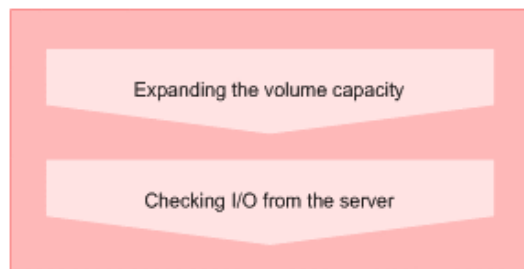 Expanding the volume capacity
Checking I/O from the server